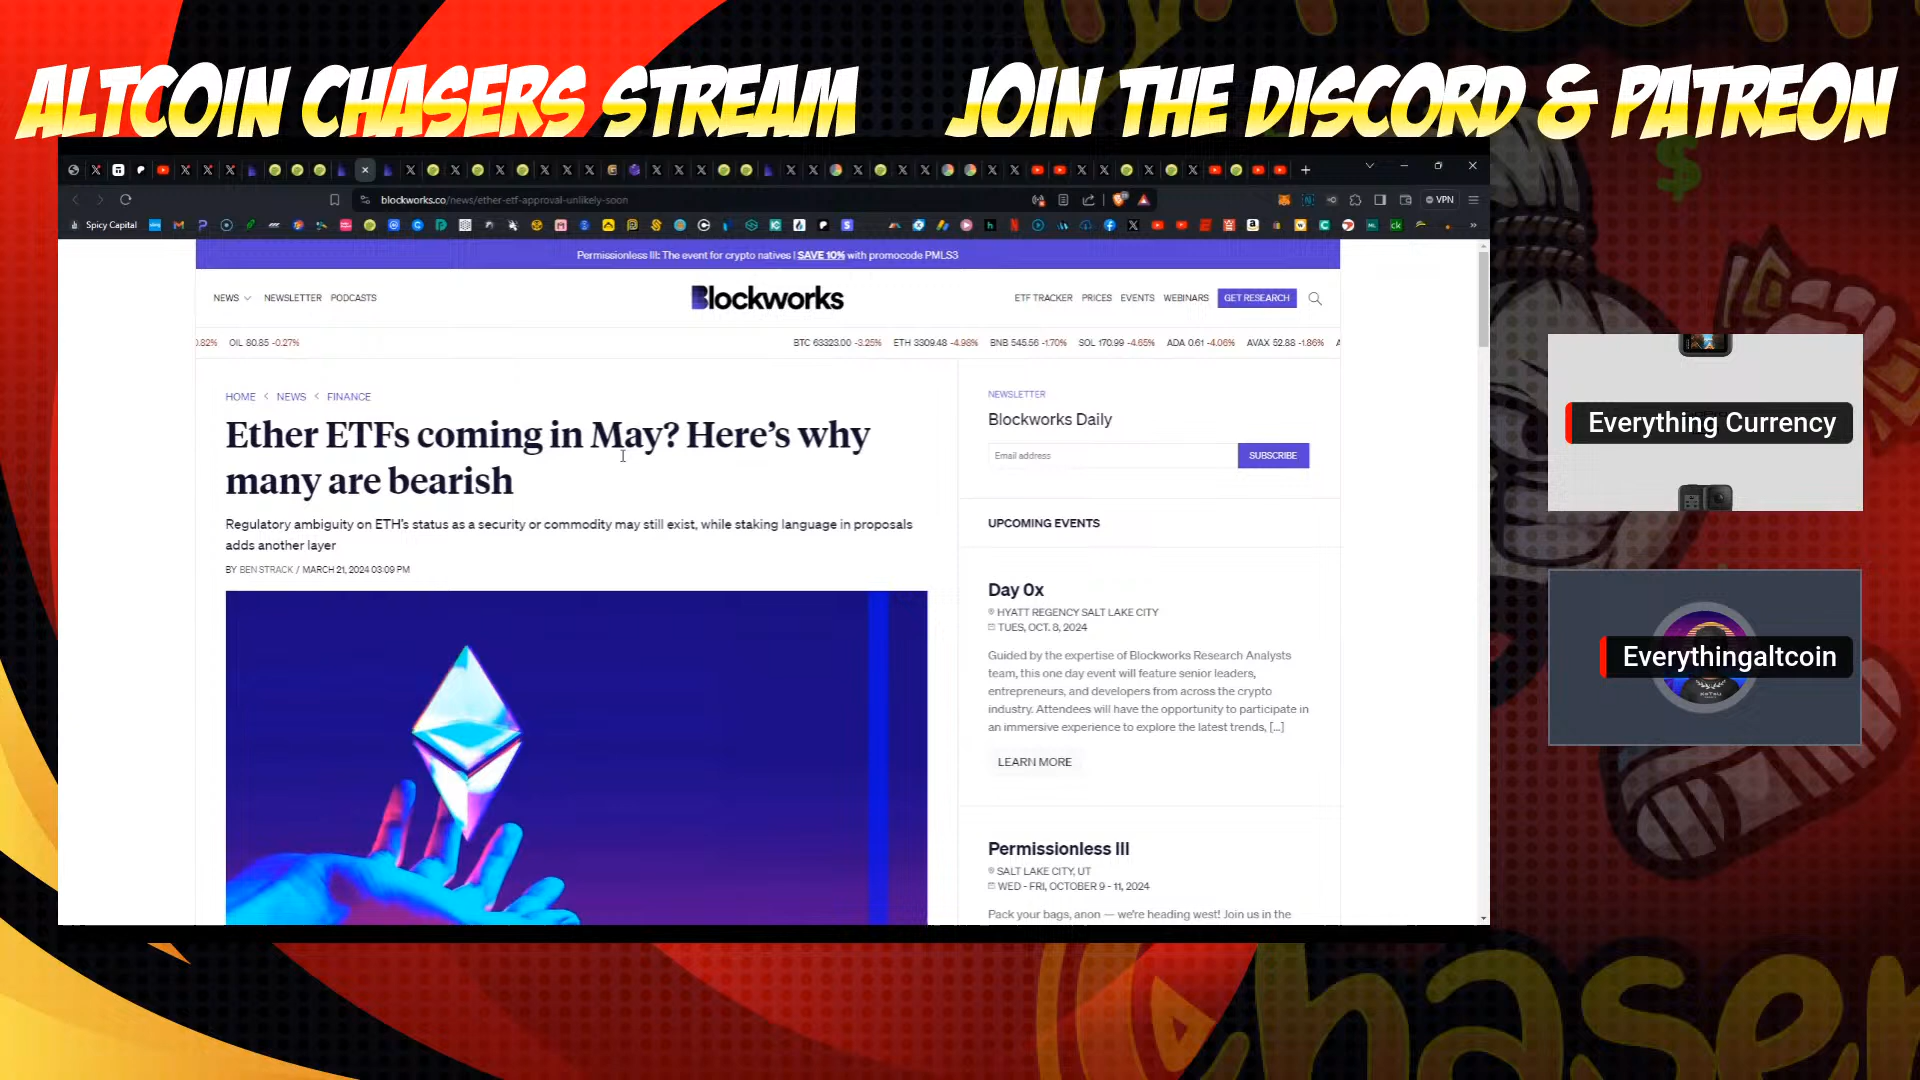 ALTCOIN CHASERS STREAM
JOIN THE DISCORD & PATREON
blockworks.co/news/ether-etf-approval-unlikely-soon
VPN
Spicy Capital
Permissionless III: The event for crypto natives | SAVE 10% with promocode PMLS3
NEWS
NEWSLETTER
PODCASTS
Blockworks
ETF TRACKER
PRICES
EVENTS
WEBINARS
GET RESEARCH
0.82%
OIL 80.85 -0.27%
BTC 63323.00 -3.25%
ETH 3309.48 -4.98%
BNB 545.56 -1.70%
SOL 170.99 -4.65%
ADA 0.61 -4.06%
AVAX 52.88 -1.86%
HOME < NEWS < FINANCE
Ether ETFs coming in May? Here’s why
many are bearish
Regulatory ambiguity on ETH’s status as a security or commodity may still exist, while staking language in proposals
adds another layer
BY BEN STRACK / MARCH 21, 2024 03:09 PM
NEWSLETTER
Blockworks Daily
Email address
SUBSCRIBE
UPCOMING EVENTS
Day 0x
HYATT REGENCY SALT LAKE CITY
TUES, OCT. 8, 2024
Guided by the expertise of Blockworks Research Analysts
team, this one day event will feature senior leaders,
entrepreneurs, and developers from across the crypto
industry. Attendees will have the opportunity to participate in
an immersive experience to explore the latest trends, [...]
LEARN MORE
Permissionless III
SALT LAKE CITY, UT
WED - FRI, OCTOBER 9 - 11, 2024
Pack your bags, anon — we’re heading west! Join us in the
Everything Currency
Everythingaltcoin